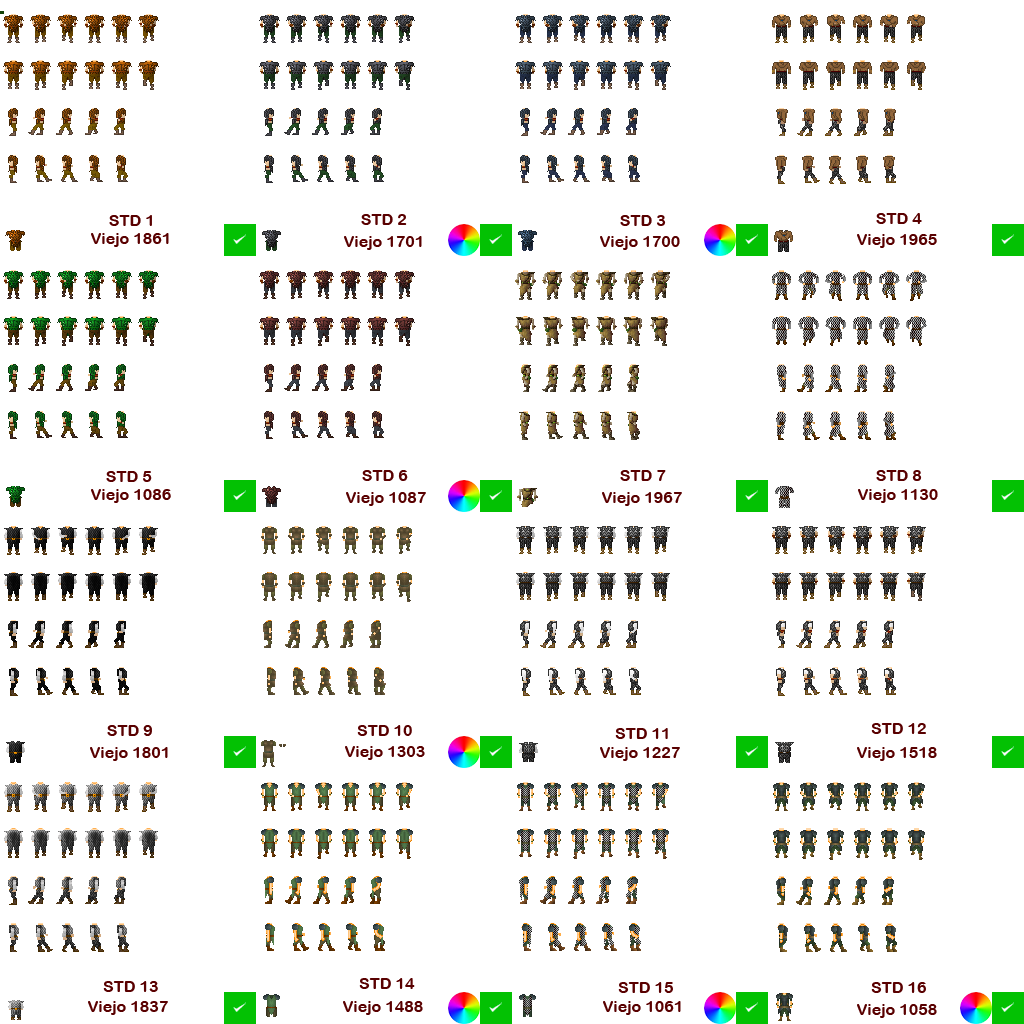 STD 1
Viejo 1861
STD 2
Viejo 1701
STD 3
Viejo 1700
STD 4
Viejo 1965
STD 5
Viejo 1086
STD 6
Viejo 1087
STD 7
Viejo 1967
STD 8
Viejo 1130
STD 9
Viejo 1801
STD 10
Viejo 1303
STD 11
Viejo 1227
STD 12
Viejo 1518
STD 13
Viejo 1837
STD 14
Viejo 1488
STD 15
Viejo 1061
STD 16
Viejo 1058